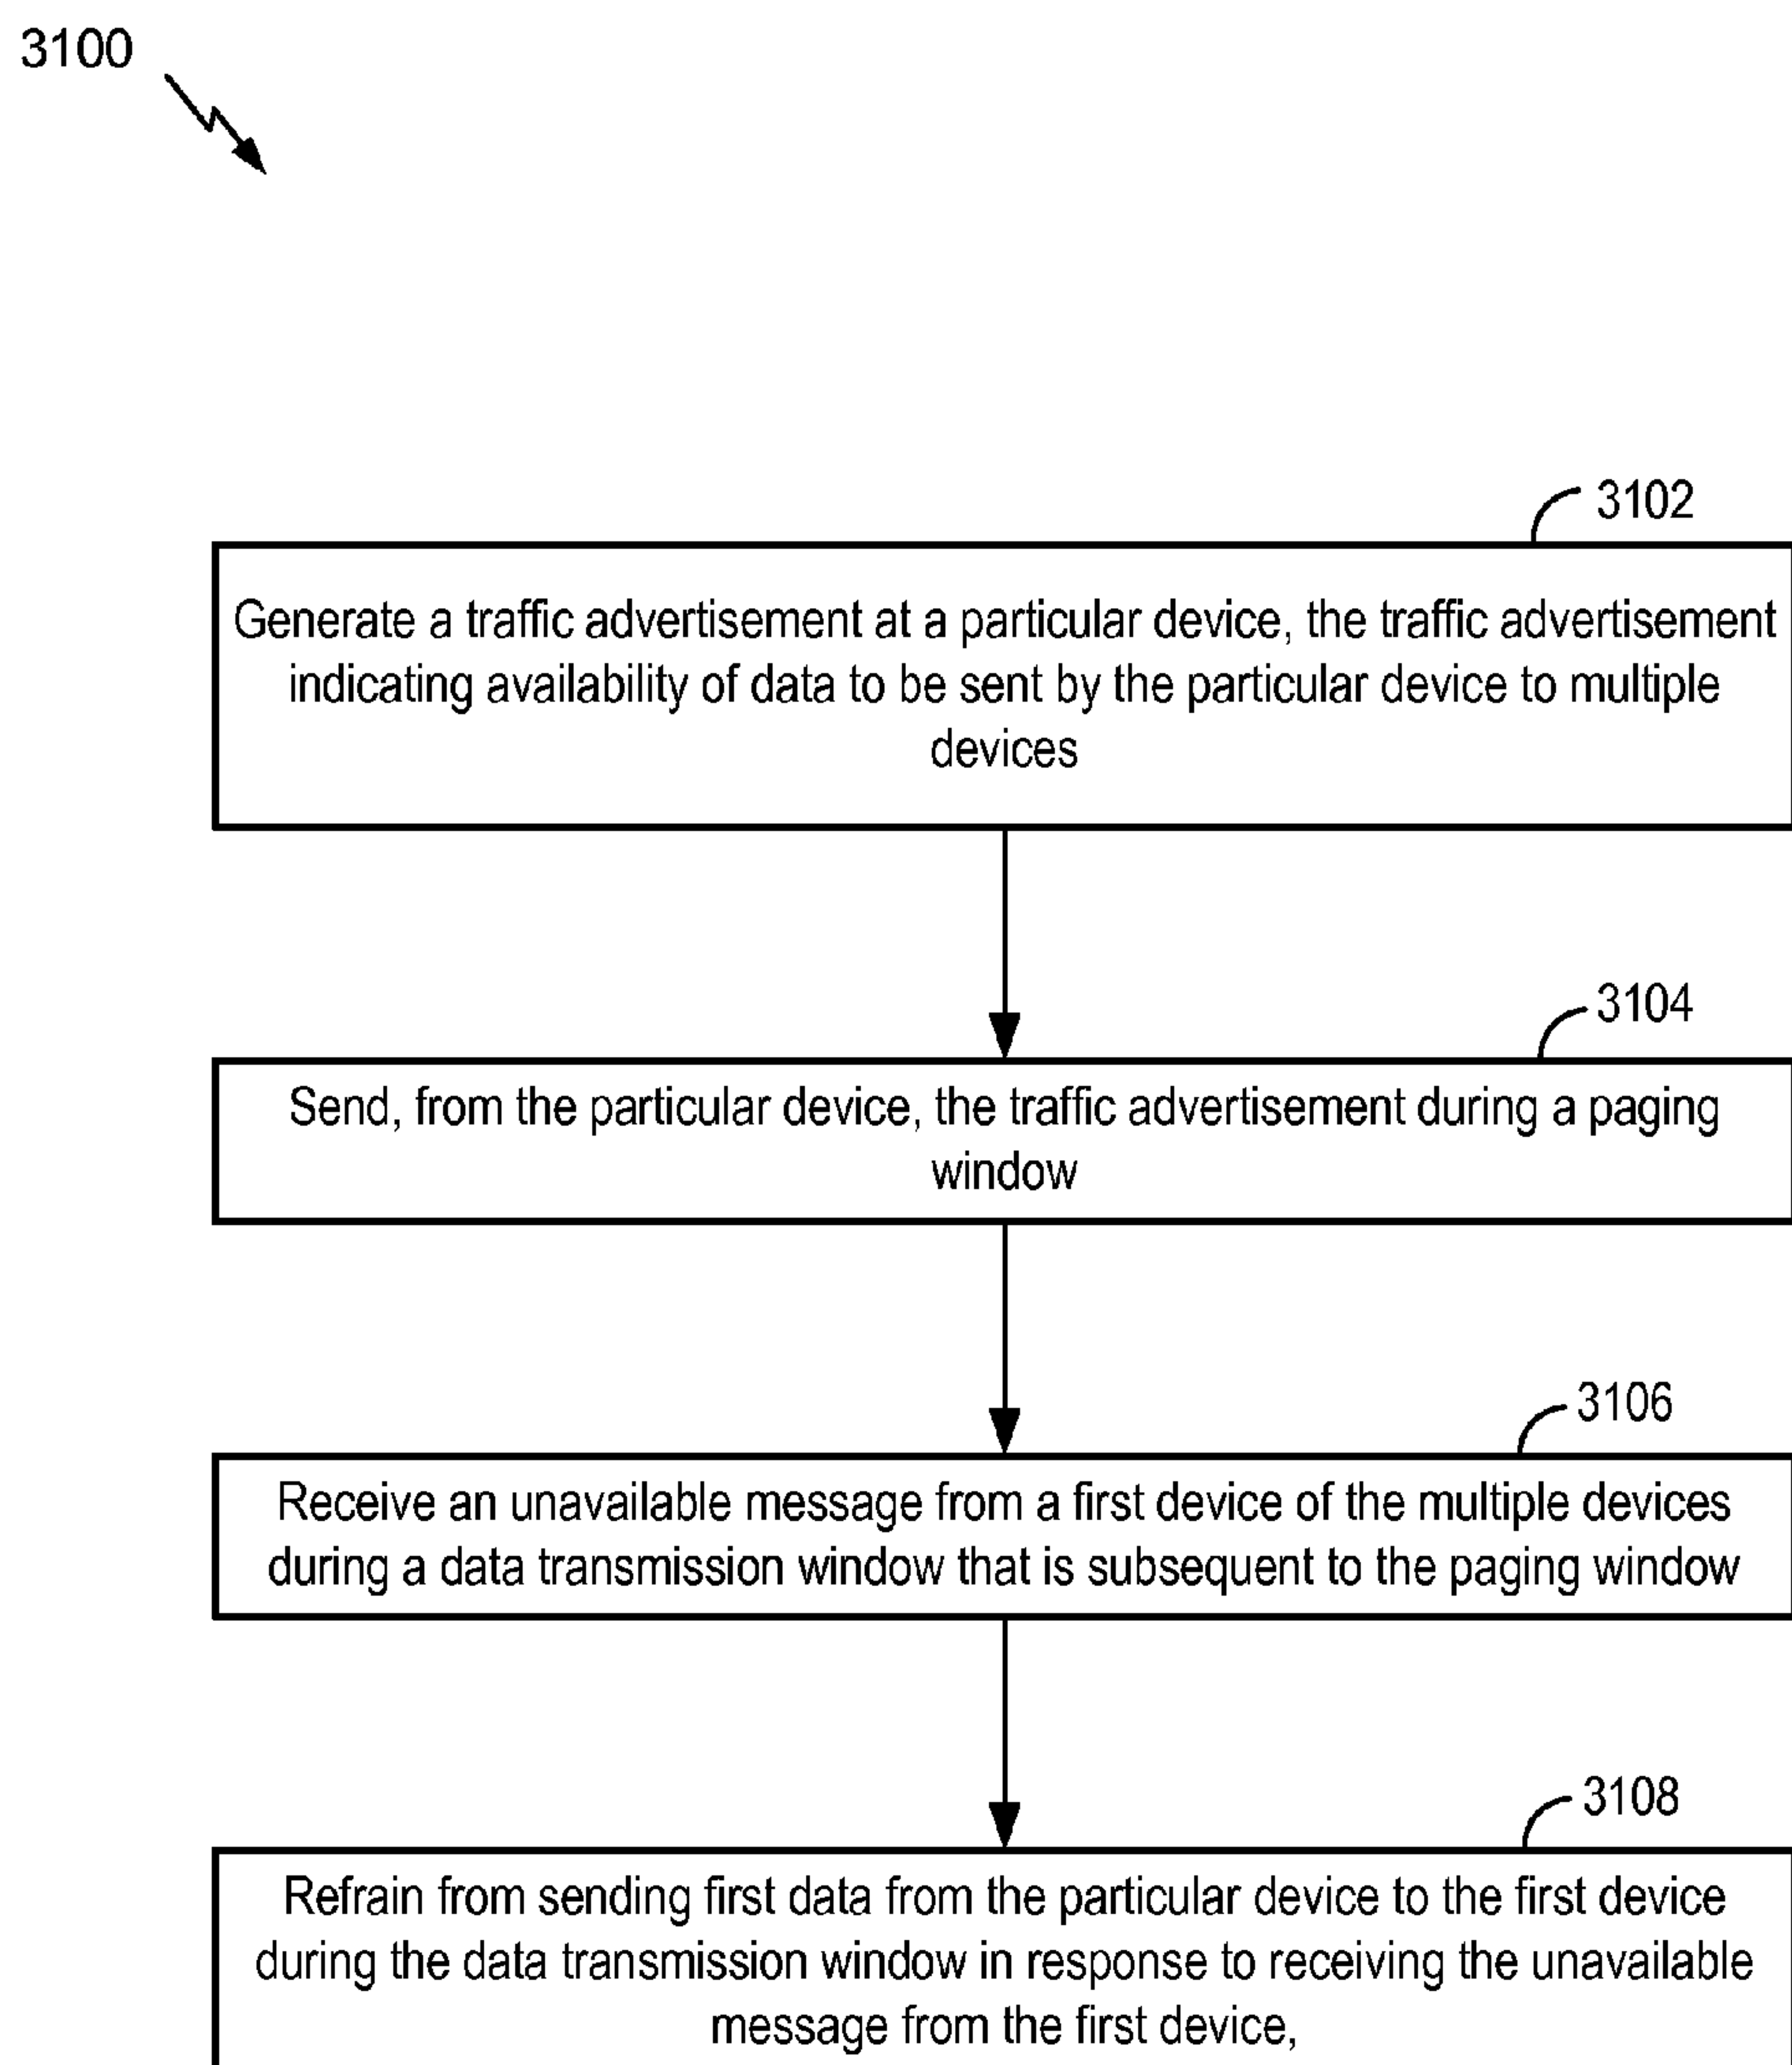 3100
3102
Generate a traffic advertisement at a particular device, the traffic advertisement
indicating availability of data to be sent by the particular device to multiple
devices
3104
Send, from the particular device, the traffic advertisement during a paging
window
3106
Receive an unavailable message from a first device of the multiple devices
during a data transmission window that is subsequent to the paging window
3108
Refrain from sending first data from the particular device to the first device
during the data transmission window in response to receiving the unavailable
message from the first device,